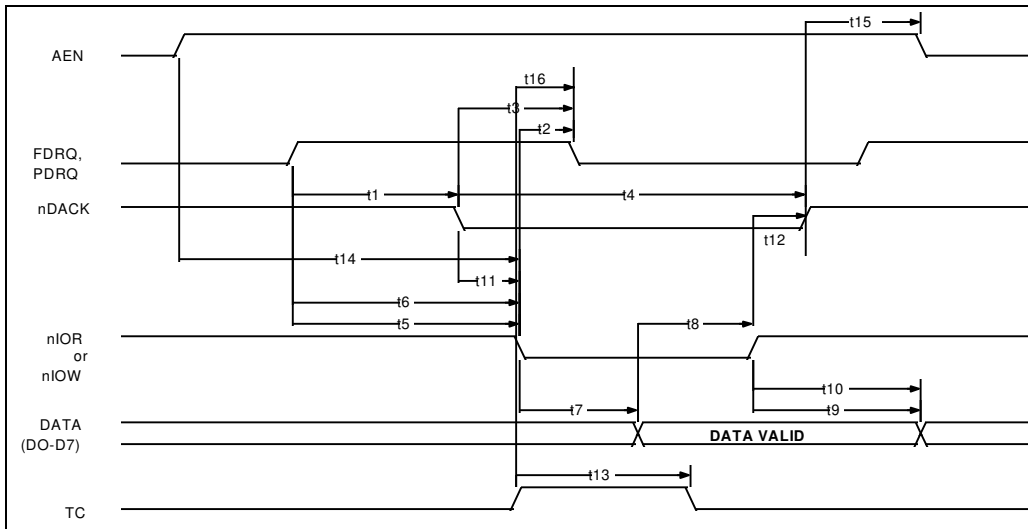 t15
AEN
t16
t3
t2
FDRQ,
PDRQ
t1
t4
nDACK
t12
t14
t11
t6
t5
t8
nIOR
or
nIOW
t10
t7
t9
DATA
(DO-D7)
DATA VALID
t13
TC